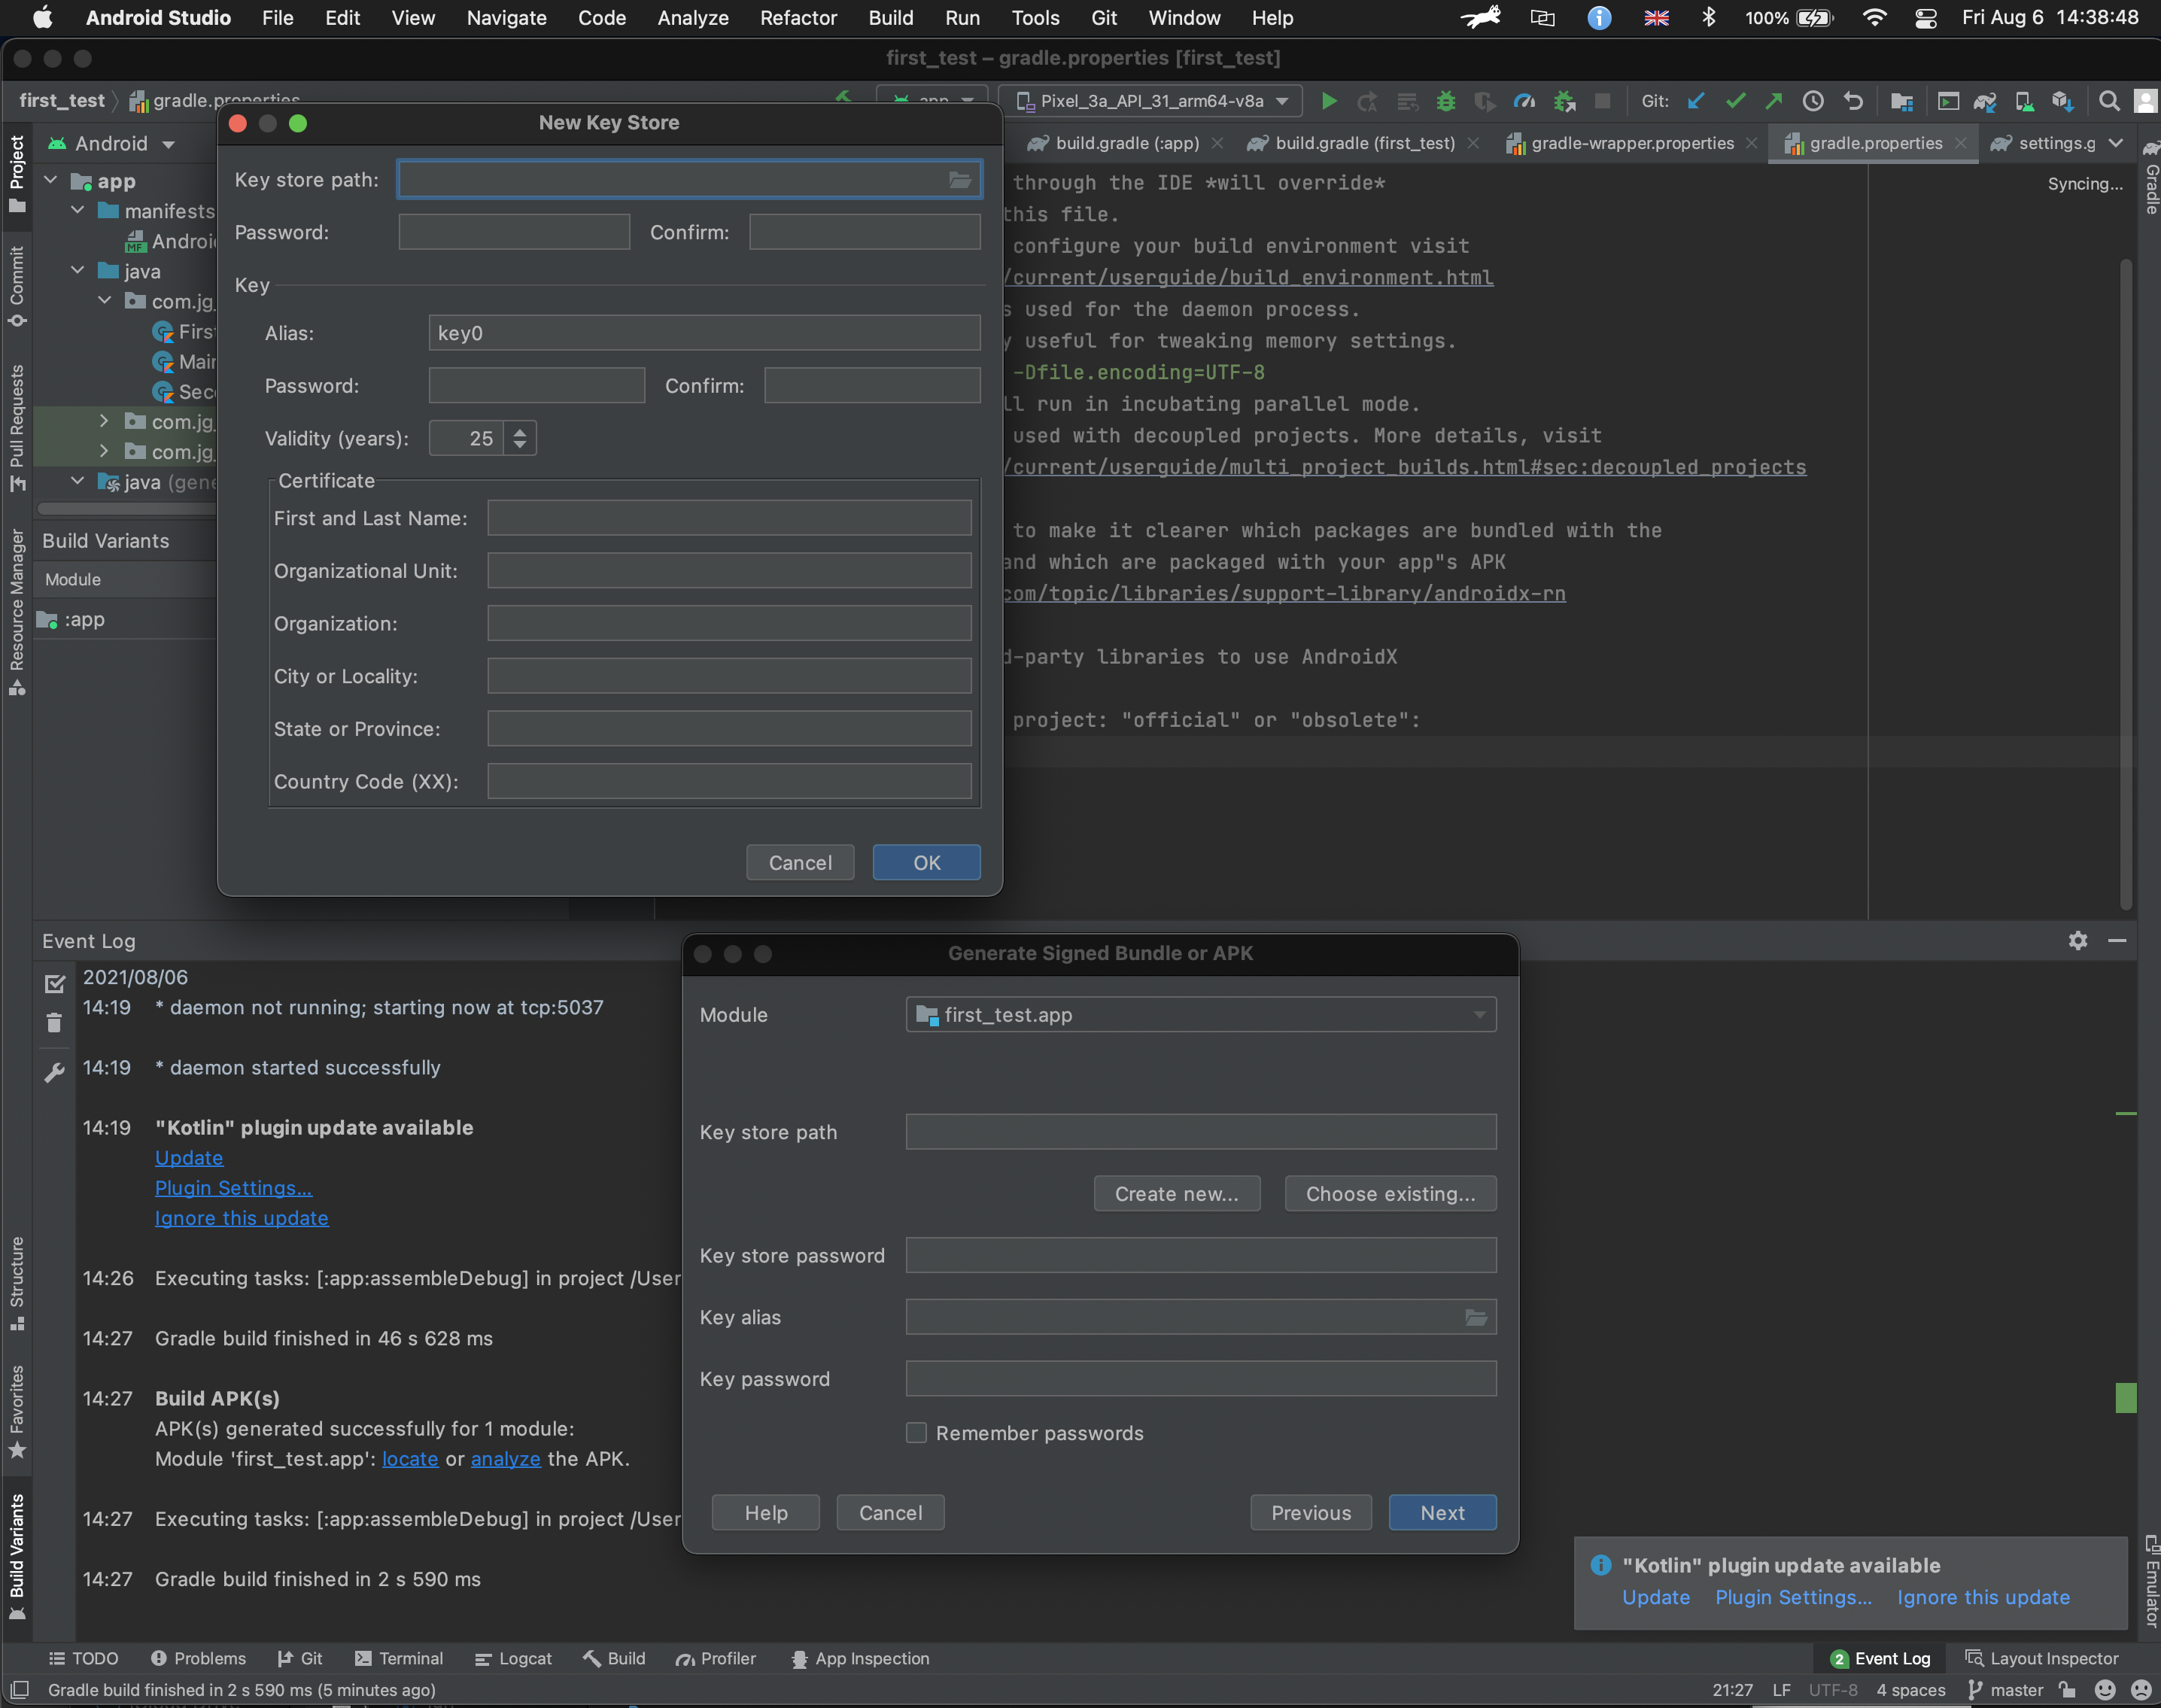 Android Studio File Edit View Navigate Code Analyze Refactor Build Run Tools Git Window Help 100% Fri Aug 6 14:38:48
first_test – gradle.properties [first_test]
first_test gradle.properties app Pixel_3a_API_31_arm64-v8a Git:
New Key Store
Key store path:
Password: Confirm:
Key
Alias: key0
Password: Confirm:
Validity (years): 25
Certificate
First and Last Name:
Organizational Unit:
Organization:
City or Locality:
State or Province:
Country Code (XX):
Cancel OK
Project
Commit
Pull Requests
Resource Manager
Structure
Favorites
Build Variants
Android
app
manifests
MF Androi
java
com.jg_
Firs
Mair
Sec
com.jg_
com.jg_
java (gene
Build Variants
Module
:app
build.gradle (:app) build.gradle (first_test) gradle-wrapper.properties gradle.properties settings.g
Syncing...
Gradle
through the IDE *will override*
this file.
configure your build environment visit
/current/userguide/build_environment.html
s used for the daemon process.
y useful for tweaking memory settings.
-Dfile.encoding=UTF-8
ll run in incubating parallel mode.
used with decoupled projects. More details, visit
/current/userguide/multi_project_builds.html#sec:decoupled_projects
to make it clearer which packages are bundled with the
and which are packaged with your app"s APK
com/topic/libraries/support-library/androidx-rn
d-party libraries to use AndroidX
project: "official" or "obsolete":
Event Log
2021/08/06
14:19 * daemon not running; starting now at tcp:5037
14:19 * daemon started successfully
14:19 "Kotlin" plugin update available
Update
Plugin Settings...
Ignore this update
14:26 Executing tasks: [:app:assembleDebug] in project /User
14:27 Gradle build finished in 46 s 628 ms
14:27 Build APK(s)
APK(s) generated successfully for 1 module:
Module 'first_test.app': locate or analyze the APK.
14:27 Executing tasks: [:app:assembleDebug] in project /User
14:27 Gradle build finished in 2 s 590 ms
Generate Signed Bundle or APK
Module first_test.app
Key store path
Create new... Choose existing...
Key store password
Key alias
Key password
Remember passwords
Help Cancel Previous Next
"Kotlin" plugin update available
Update Plugin Settings... Ignore this update
Emulator
TODO Problems Git Terminal Logcat Build Profiler App Inspection 2 Event Log Layout Inspector
Gradle build finished in 2 s 590 ms (5 minutes ago) 21:27 LF UTF-8 4 spaces master